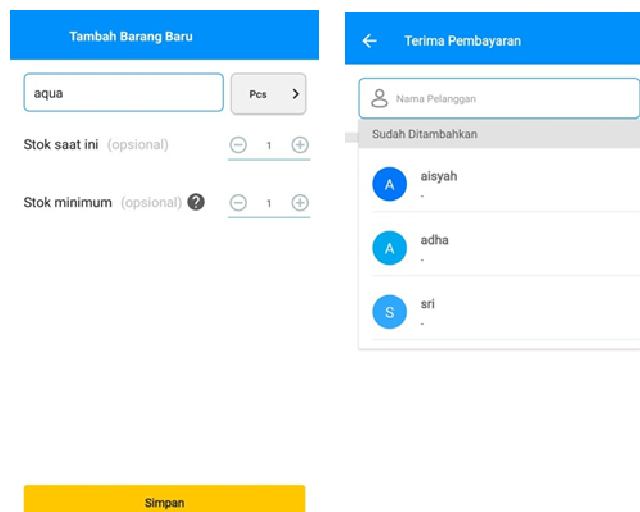 Tambah Barang Baru
aqua
Pcs
Stok saat ini (opsional)
1
Stok minimum (opsional) ?
1
Simpan
Terima Pembayaran
Nama Pelanggan
Sudah Ditambahkan
A
aisyah
-
A
adha
-
S
sri
-